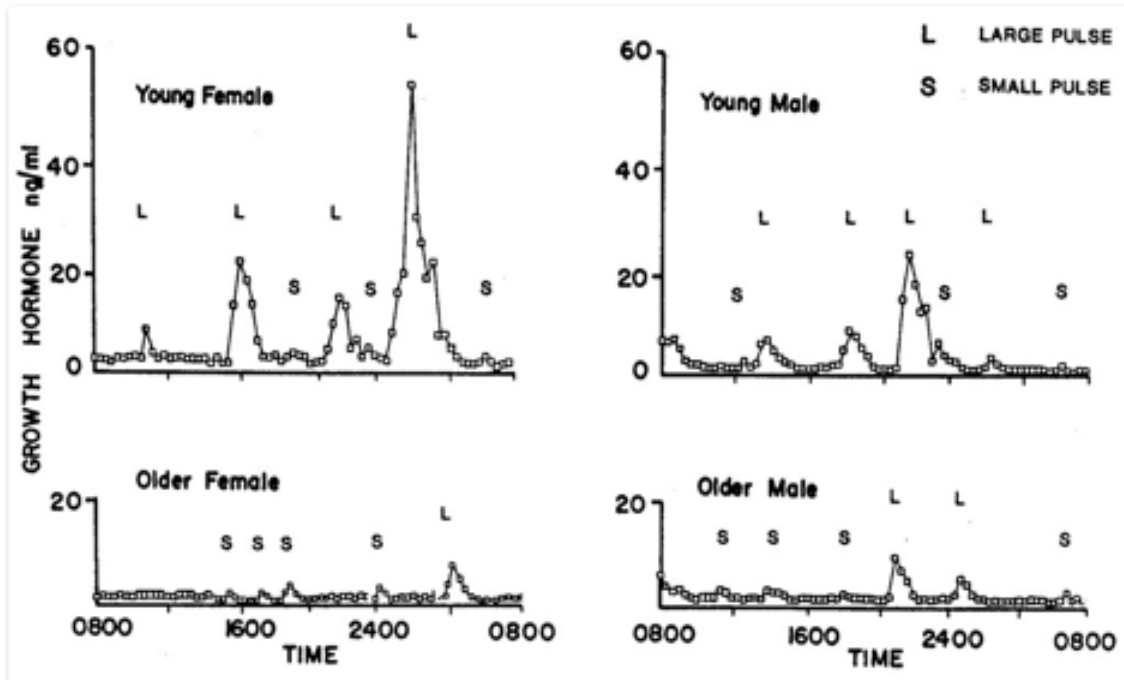 L LARGE PULSE
S SMALL PULSE
GROWTH HORMONE ng/ml
Young Female
60
40
20
0
L L L L
S S S
Young Male
60
40
20
0
L L L L
S S S
Older Female
20
S S S S L
0800 1600 2400 0800
TIME
Older Male
20
S S S L L S
0800 1600 2400 0800
TIME